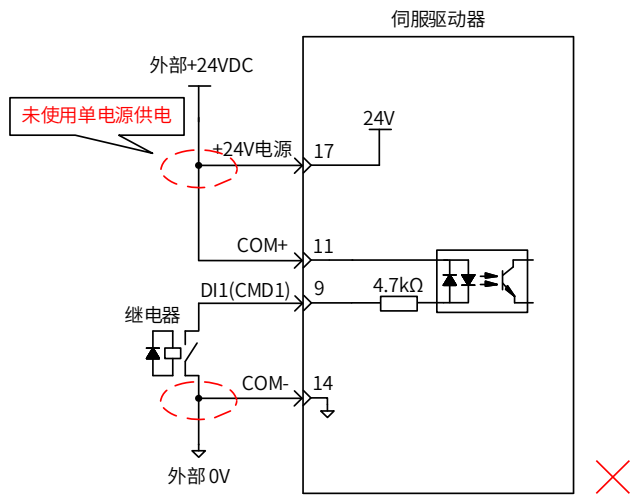 伺服驱动器
外部+24VDC
未使用单电源供电
24V
+24V电源
17
COM+
11
DI1(CMD1)
9
4.7kΩ
继电器
COM-
14
外部0V